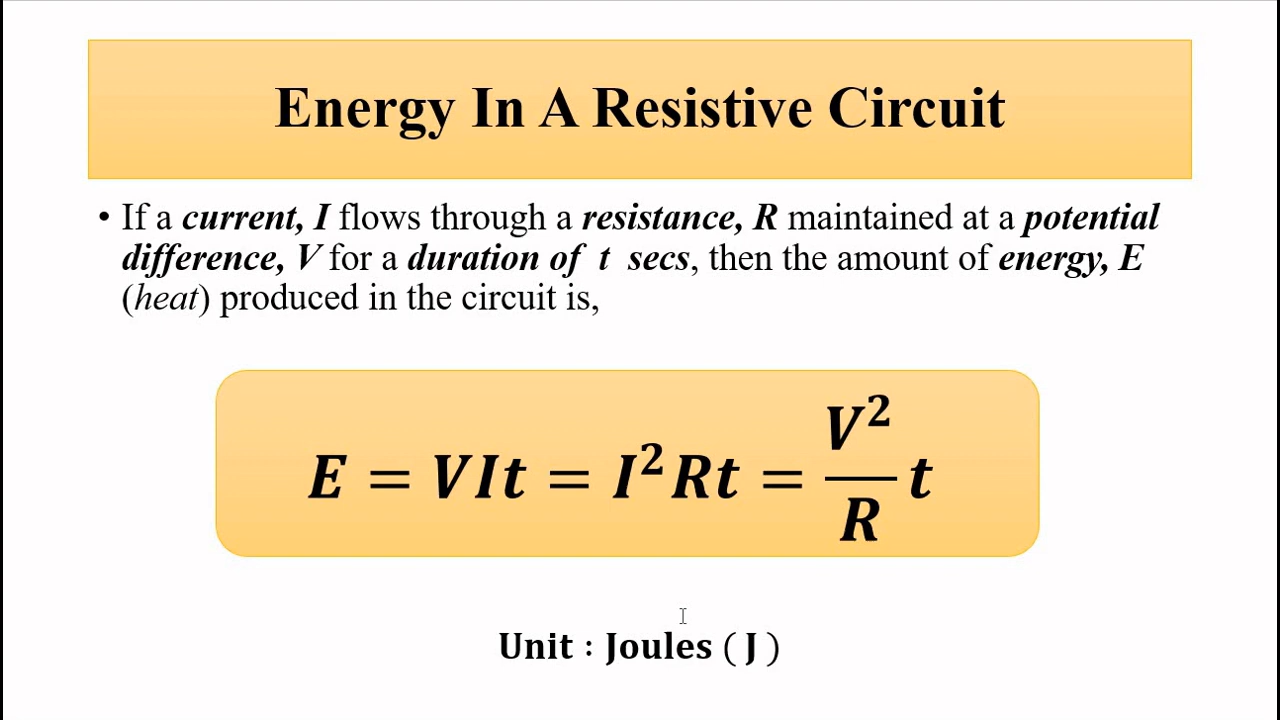 Energy In A Resistive Circuit
• If a current, I flows through a resistance, R maintained at a potential
difference, V for a duration of t secs, then the amount of energy, E
(heat) produced in the circuit is,
E = VIt = I²Rt = V²/R t
Unit : Joules ( J )